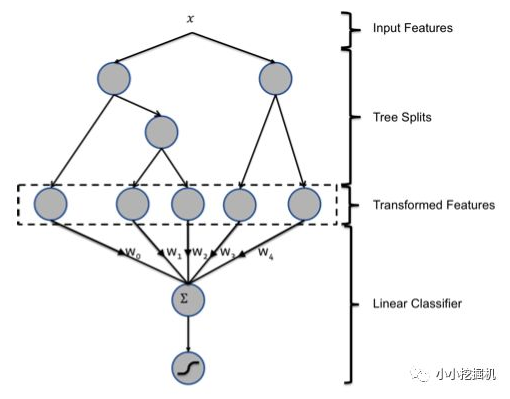 x
Input Features
Tree Splits
Transformed Features
W₀ W₁ W₂ W₃ W₄
Linear Classifier
Σ
小小挖掘机